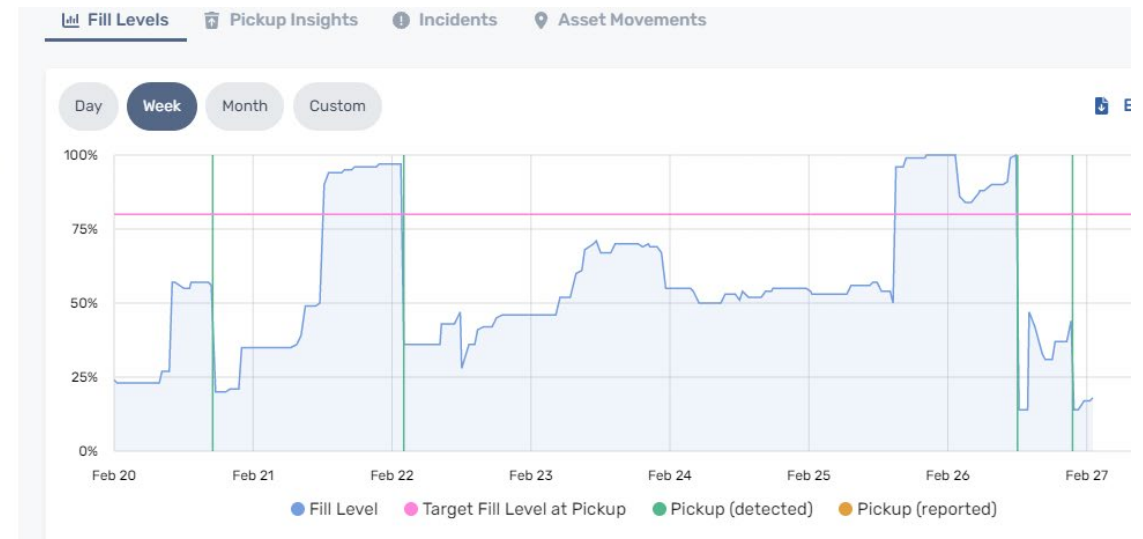 Fill Levels Pickup Insights Incidents Asset Movements
Day Week Month Custom
100%
75%
50%
25%
0%
Feb 20 Feb 21 Feb 22 Feb 23 Feb 24 Feb 25 Feb 26 Feb 27
Fill Level Target Fill Level at Pickup Pickup (detected) Pickup (reported)